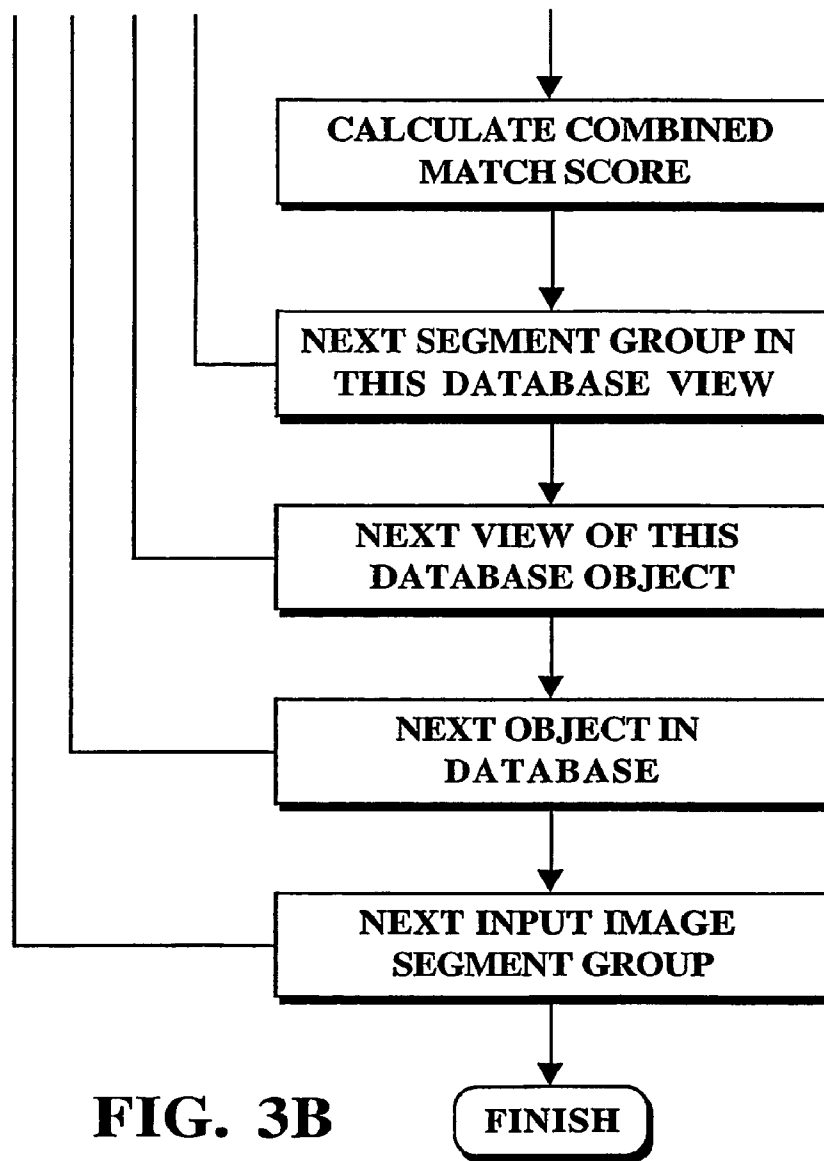 CALCULATE COMBINED
MATCH SCORE
NEXT SEGMENT GROUP IN
THIS DATABASE VIEW
NEXT VIEW OF THIS
DATABASE OBJECT
NEXT OBJECT IN
DATABASE
NEXT INPUT IMAGE
SEGMENT GROUP
FIG. 3B
FINISH